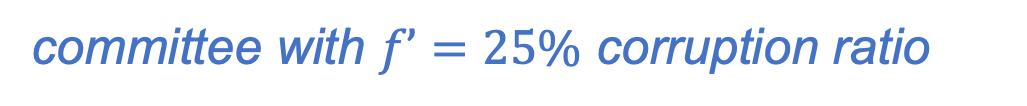 committee with f’ = 25% corruption ratio